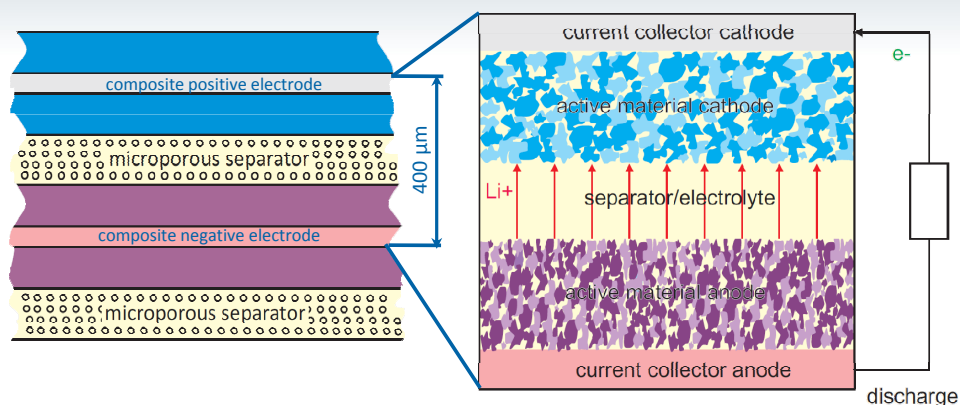 composite positive electrode
microporous separator
composite negative electrode
microporous separator
400 µm
current collector cathode
e-
active material cathode
Li+
separator/electrolyte
active material anode
current collector anode
discharge